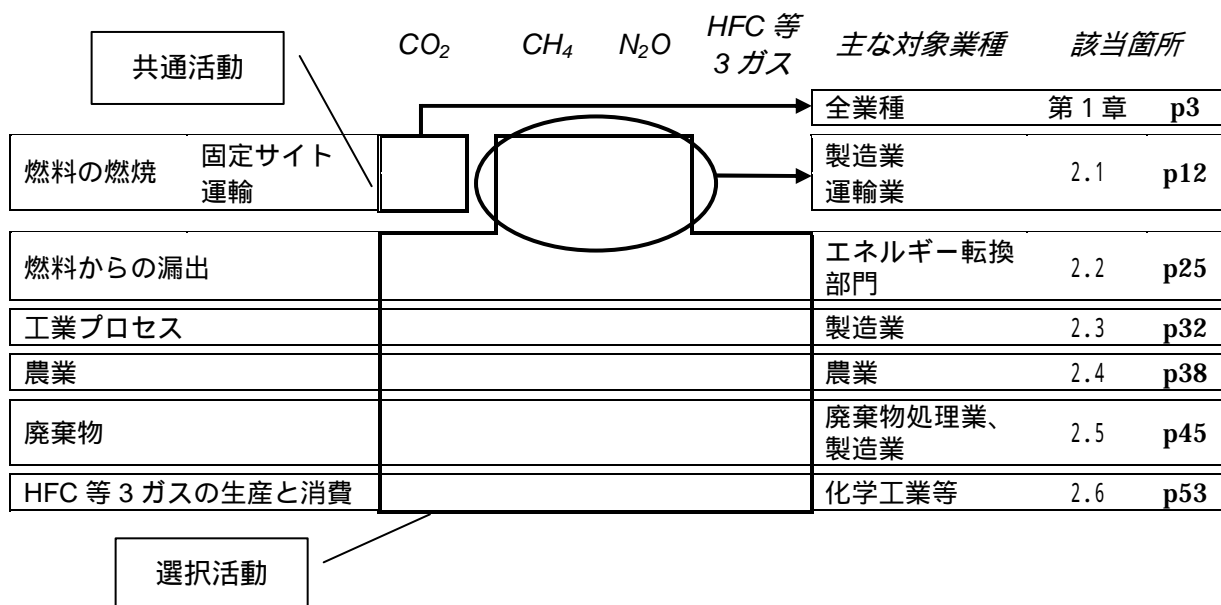 共通活動
CO2 CH4 N2O HFC 等 3 ガス 主な対象業種 該当箇所
全業種 第 1 章 p3
燃料の燃焼 固定サイト 製造業 2.1 p12
運輸 運輸業
燃料からの漏出 エネルギー転換 2.2 p25
部門
工業プロセス 製造業 2.3 p32
農業 農業 2.4 p38
廃棄物 廃棄物処理業、 2.5 p45
製造業
HFC 等 3 ガスの生産と消費 化学工業等 2.6 p53
選択活動